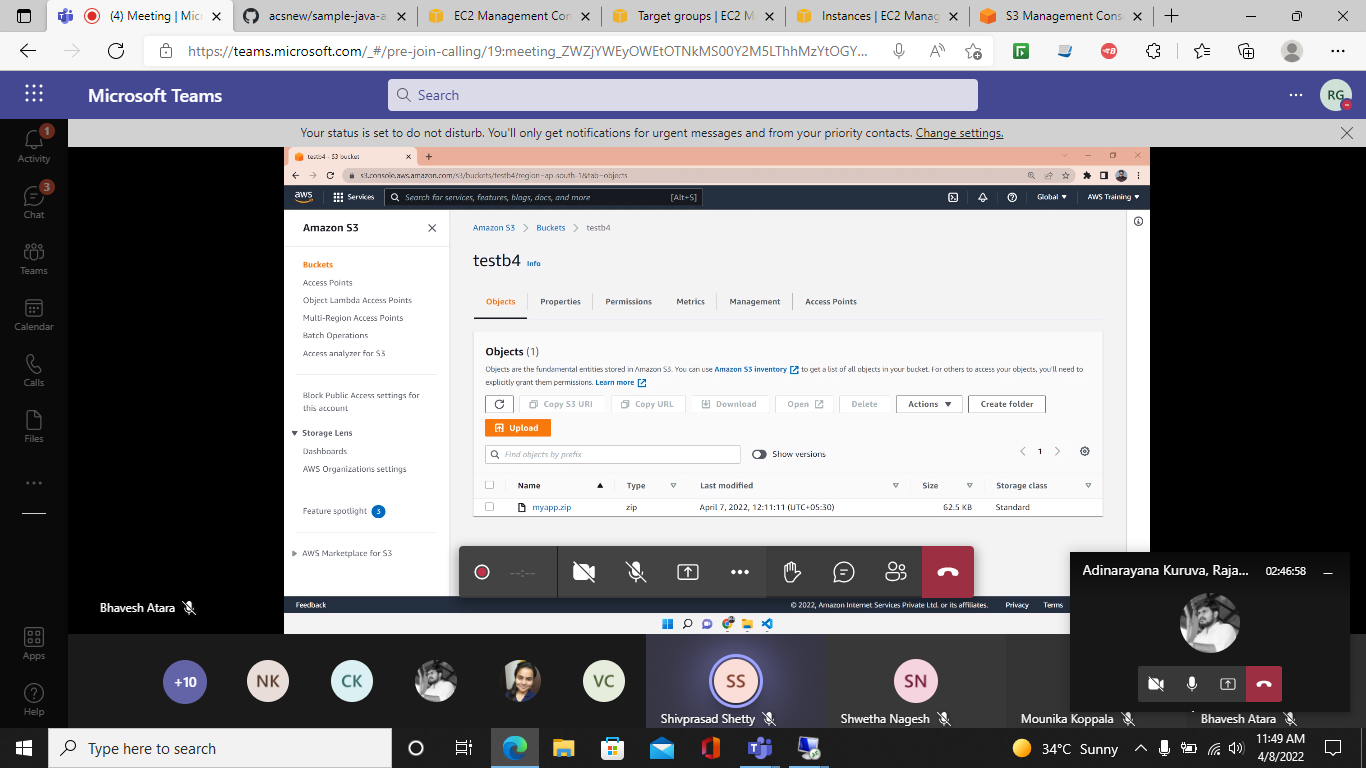 (4) Meeting | Mic
acsnew/sample-java-a
EC2 Management Con
Target groups | EC2 M
Instances | EC2 Manag
S3 Management Cons
https://teams.microsoft.com/_#/pre-join-calling/19:meeting_ZWZjYWEyOWEtOTNkMS00Y2M5LThhMzYtOGY...
Microsoft Teams
Search
RG
Your status is set to do not disturb. You'll only get notifications for urgent messages and from your priority contacts. Change settings.
1
Activity
3
Chat
Teams
Calendar
Calls
Files
Apps
Help
testb4 - S3 bucket
s3.console.aws.amazon.com/s3/buckets/testb4?region=ap-south-1&tab=objects
aws
Services
Search for services, features, blogs, docs, and more
[Alt+S]
Global
AWS Training
Amazon S3
Buckets
Access Points
Object Lambda Access Points
Multi-Region Access Points
Batch Operations
Access analyzer for S3
Block Public Access settings for
this account
Storage Lens
Dashboards
AWS Organizations settings
Feature spotlight 3
AWS Marketplace for S3
Amazon S3 > Buckets > testb4
testb4 Info
Objects
Properties
Permissions
Metrics
Management
Access Points
Objects (1)
Objects are the fundamental entities stored in Amazon S3. You can use Amazon S3 inventory to get a list of all objects in your bucket. For others to access your objects, you'll need to
explicitly grant them permissions. Learn more
Copy S3 URI
Copy URL
Download
Open
Delete
Actions
Create folder
Upload
Find objects by prefix
Show versions
1
Name
Type
Last modified
Size
Storage class
myapp.zip
zip
April 7, 2022, 12:11:11 (UTC+05:30)
62.5 KB
Standard
--:--
Feedback
© 2022, Amazon Internet Services Private Ltd. or its affiliates.
Privacy
Terms
Bhavesh Atara
Adinarayana Kuruva, Raja...
02:46:58
+10
NK
CK
VC
SS
Shivprasad Shetty
SN
Shwetha Nagesh
Mounika Koppala
Bhavesh Atara
Type here to search
34°C Sunny
11:49 AM
4/8/2022